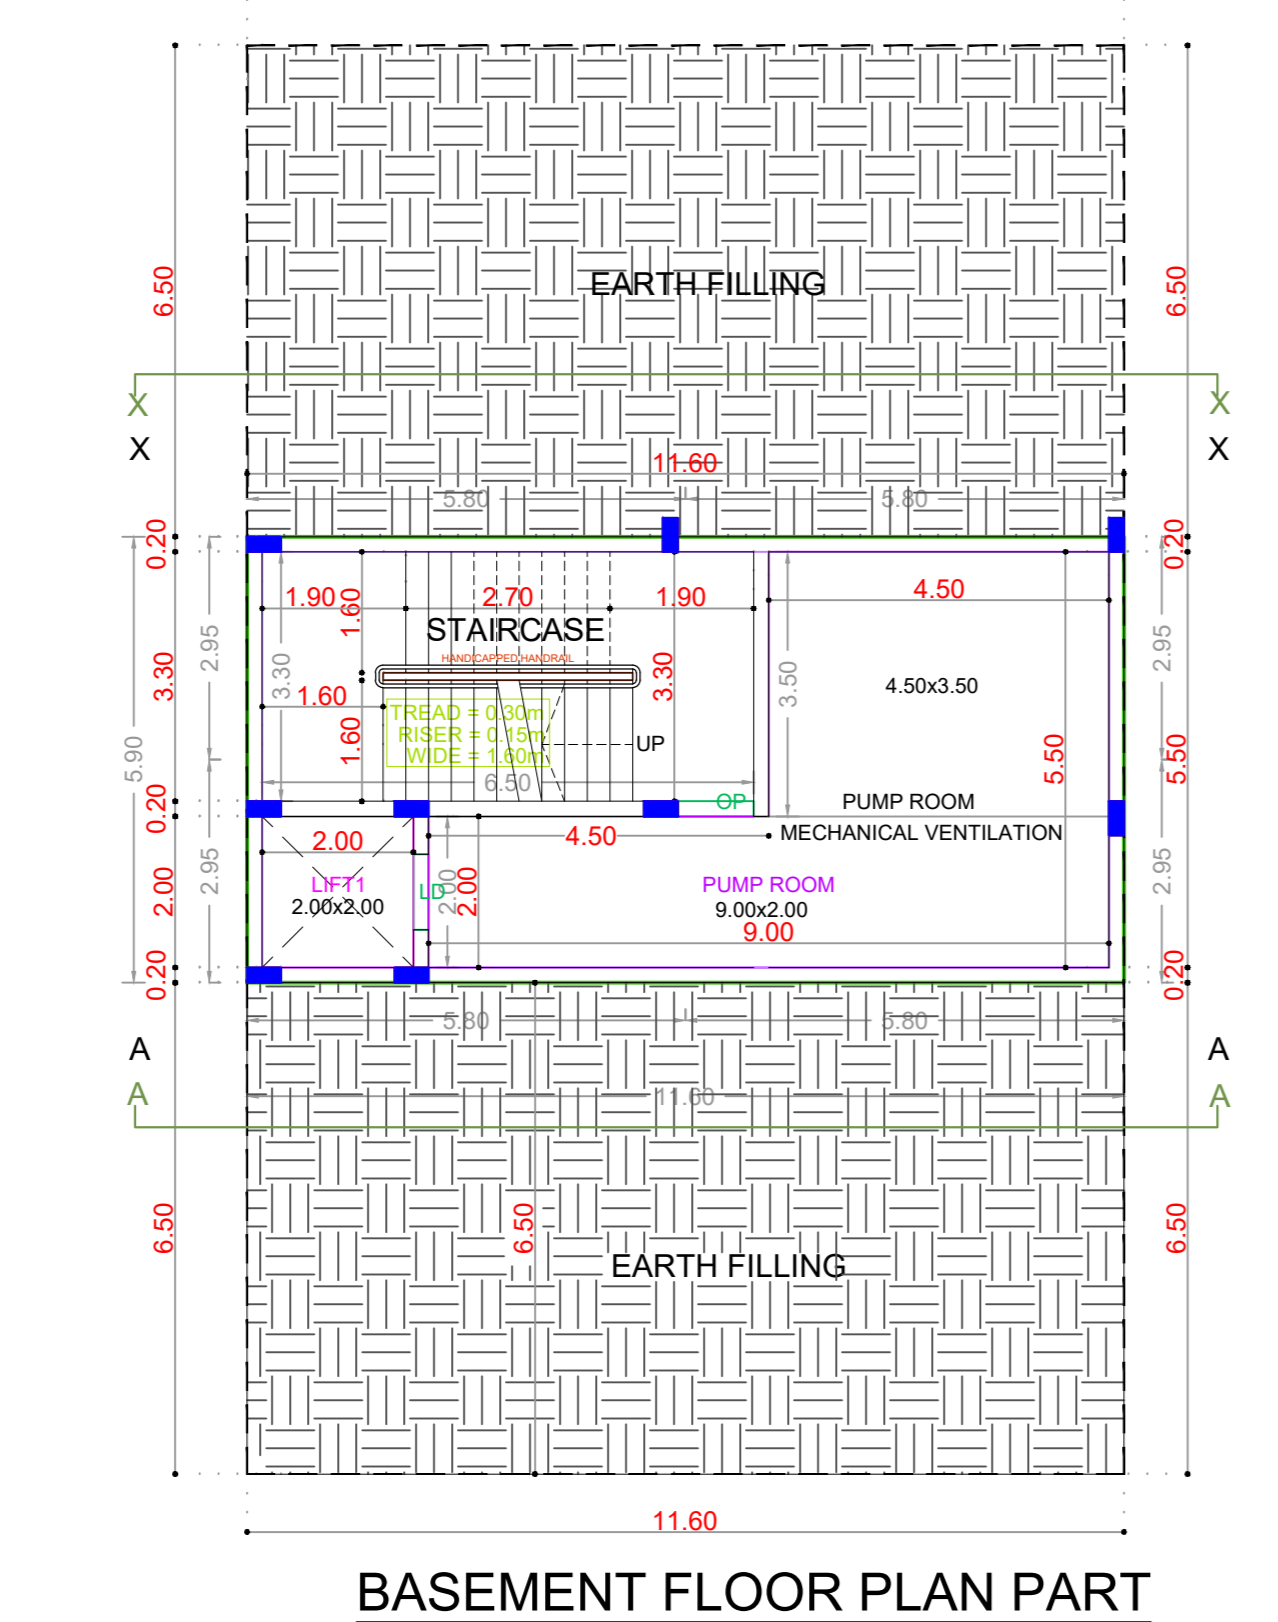 6.50
6.50
EARTH FILLING
X
X
X
X
11.60
5.80
5.80
0.20
0.20
1.90
1.60
2.70
1.90
4.50
STAIRCASE
HANDICAPPED HANDRAIL
2.95
3.30
3.30
3.30
3.50
4.50x3.50
2.95
1.60
TREAD = 0.30m
RISER = 0.15m
WIDE = 1.60m
1.60
UP
5.90
5.50
5.50
6.50
0.20
OP
PUMP ROOM
4.50
MECHANICAL VENTILATION
2.00
2.95
2.00
LIFT1
2.00x2.00
LD
2.00
2.00
PUMP ROOM
9.00x2.00
9.00
2.95
0.20
0.20
5.80
5.80
A
A
A
A
11.60
6.50
6.50
6.50
EARTH FILLING
11.60
BASEMENT FLOOR PLAN PART